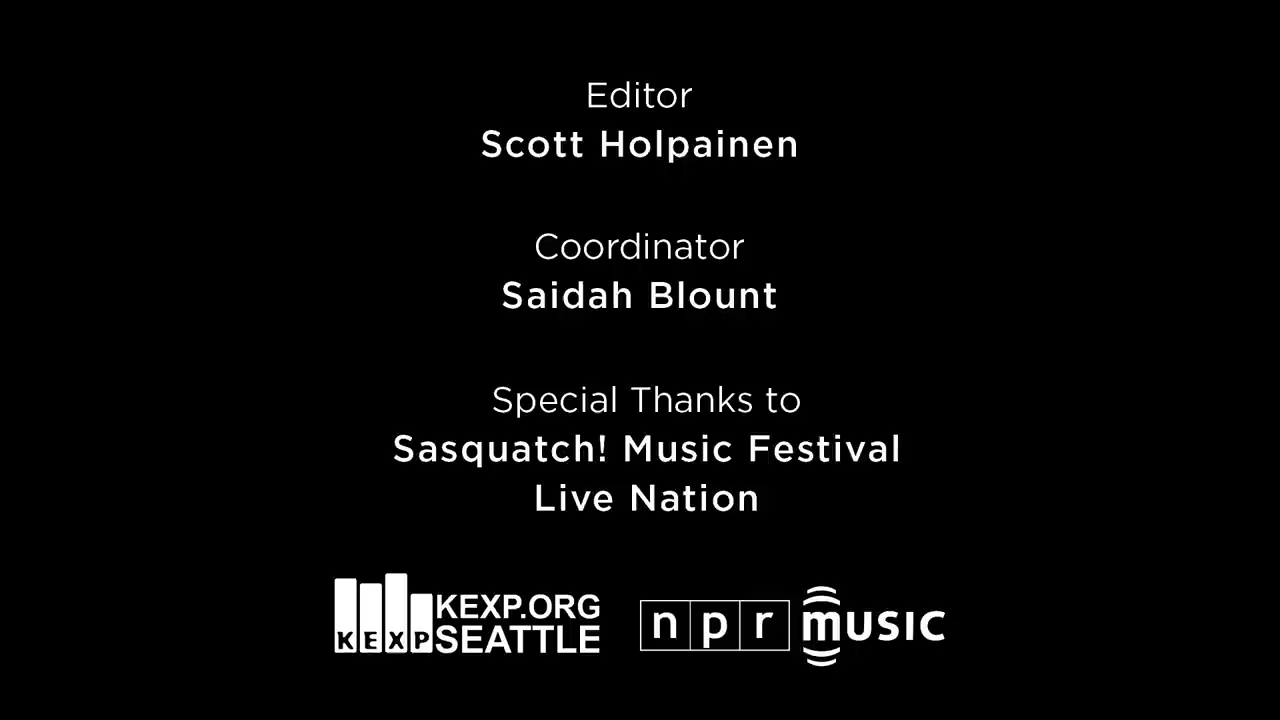 Editor
Scott Holpainen
Coordinator
Saidah Blount
Special Thanks to
Sasquatch! Music Festival
Live Nation
KEXP KEXP.ORG
SEATTLE
npr music